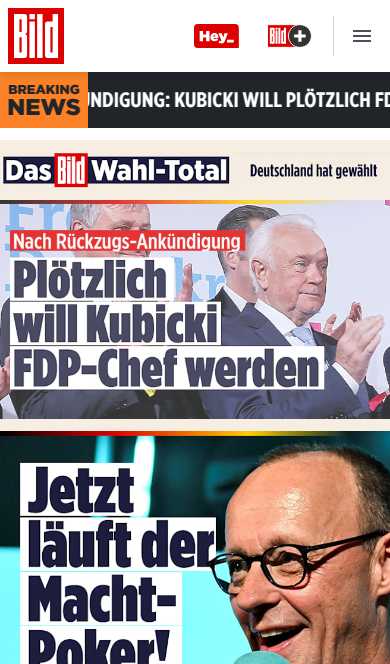 Bild
Hey_
Bild +
BREAKING
NEWS
NDIGUNG: KUBICKI WILL PLÖTZLICH FD
Das Bild Wahl-Total
Deutschland hat gewählt
Nach Rückzugs-Ankündigung
Plötzlich
will Kubicki
FDP-Chef werden
Jetzt
läuft der
Macht-
Poker!